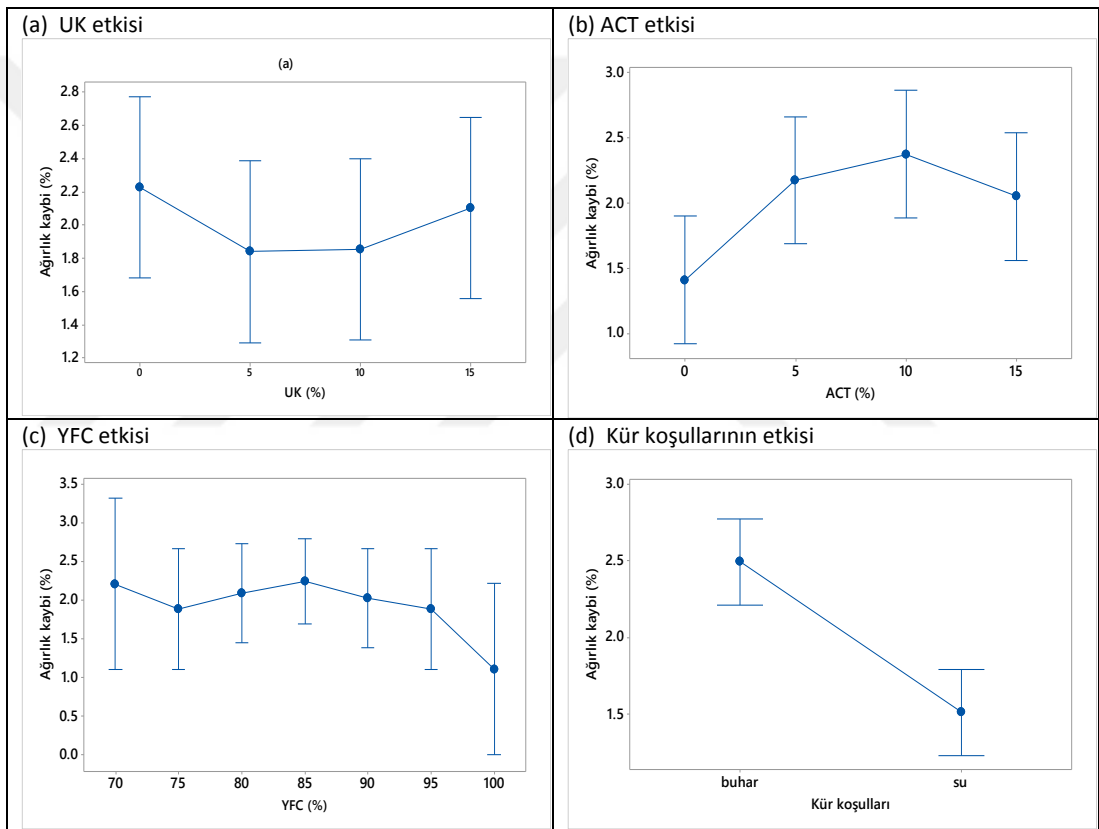 (a) UK etkisi
(a)
Ağırlık kaybi (%)
2.8
2.6
2.4
2.2
2.0
1.8
1.6
1.4
1.2
0 5 10 15
UK (%)
(b) ACT etkisi
Ağırlık kaybi (%)
3.0
2.5
2.0
1.5
1.0
0 5 10 15
ACT (%)
(c) YFC etkisi
Ağırlık kaybi (%)
3.5
3.0
2.5
2.0
1.5
1.0
0.5
0.0
70 75 80 85 90 95 100
YFC (%)
(d) Kür koşullarının etkisi
Ağırlık kaybi (%)
3.0
2.5
2.0
1.5
buhar su
Kür koşulları